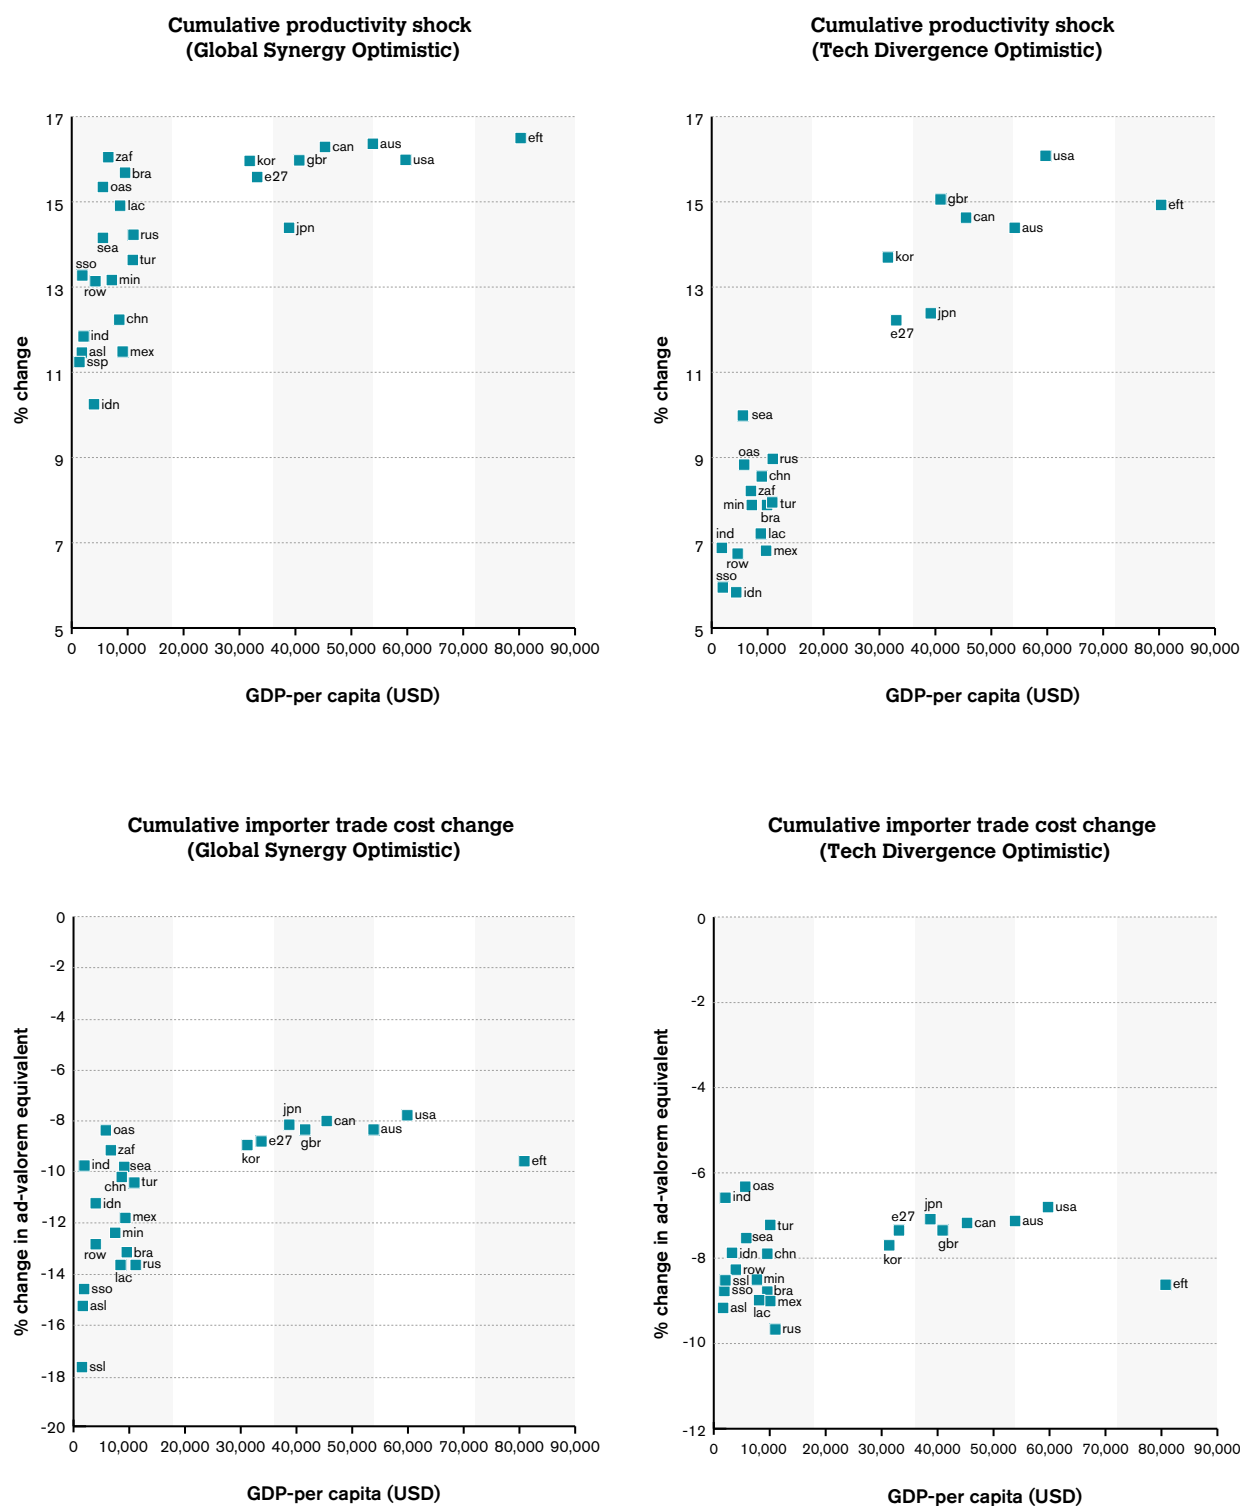 Cumulative productivity shock
(Global Synergy Optimistic)
17
15
13
11
9
7
5
% change
zaf
bra
oas
lac
rus
sea
tur
sso
row
min
chn
ind
asl
mex
ssp
idn
kor
e27
gbr
can
aus
usa
jpn
eft
0 10,000 20,000 30,000 40,000 50,000 60,000 70,000 80,000 90,000
GDP-per capita (USD)
Cumulative productivity shock
(Tech Divergence Optimistic)
17
15
13
11
9
7
5
% change
usa
gbr
eft
can
aus
kor
jpn
e27
sea
oas
rus
chn
zaf
min
tur
bra
ind
lac
row
mex
sso
idn
0 10,000 20,000 30,000 40,000 50,000 60,000 70,000 80,000 90,000
GDP-per capita (USD)
Cumulative importer trade cost change
(Global Synergy Optimistic)
0
-2
-4
-6
-8
-10
-12
-14
-16
-18
-20
% change in ad-valorem equivalent
jpn
usa
can
oas
gbr
aus
e27
kor
zaf
ind
sea
chn
tur
eft
idn
mex
min
row
bra
lac
rus
sso
asl
ssl
0 10,000 20,000 30,000 40,000 50,000 60,000 70,000 80,000 90,000
GDP-per capita (USD)
Cumulative importer trade cost change
(Tech Divergence Optimistic)
0
-2
-4
-6
-8
-10
-12
% change in ad-valorem equivalent
oas
ind
jpn
usa
e27
can
aus
tur
gbr
sea
kor
idn
chn
row
ssl
min
eft
sso
bra
asl
lac
mex
rus
0 10,000 20,000 30,000 40,000 50,000 60,000 70,000 80,000 90,000
GDP-per capita (USD)